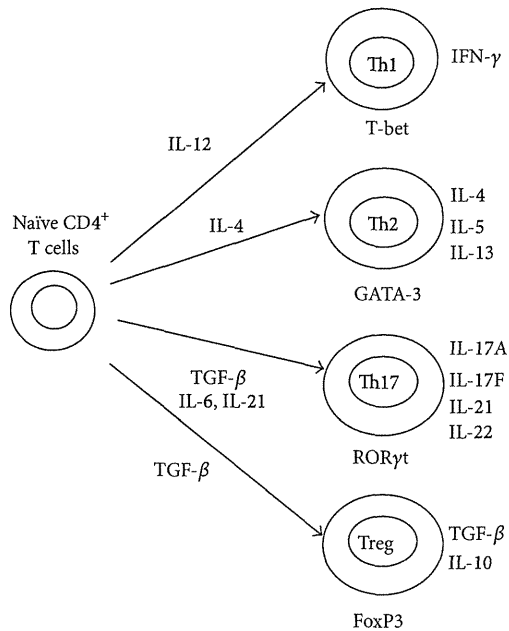 Th1
IFN-γ
T-bet
IL-12
Naïve CD4+
T cells
IL-4
Th2
IL-4
IL-5
IL-13
GATA-3
TGF-β
IL-6, IL-21
Th17
IL-17A
IL-17F
IL-21
IL-22
RORγt
TGF-β
Treg
TGF-β
IL-10
FoxP3